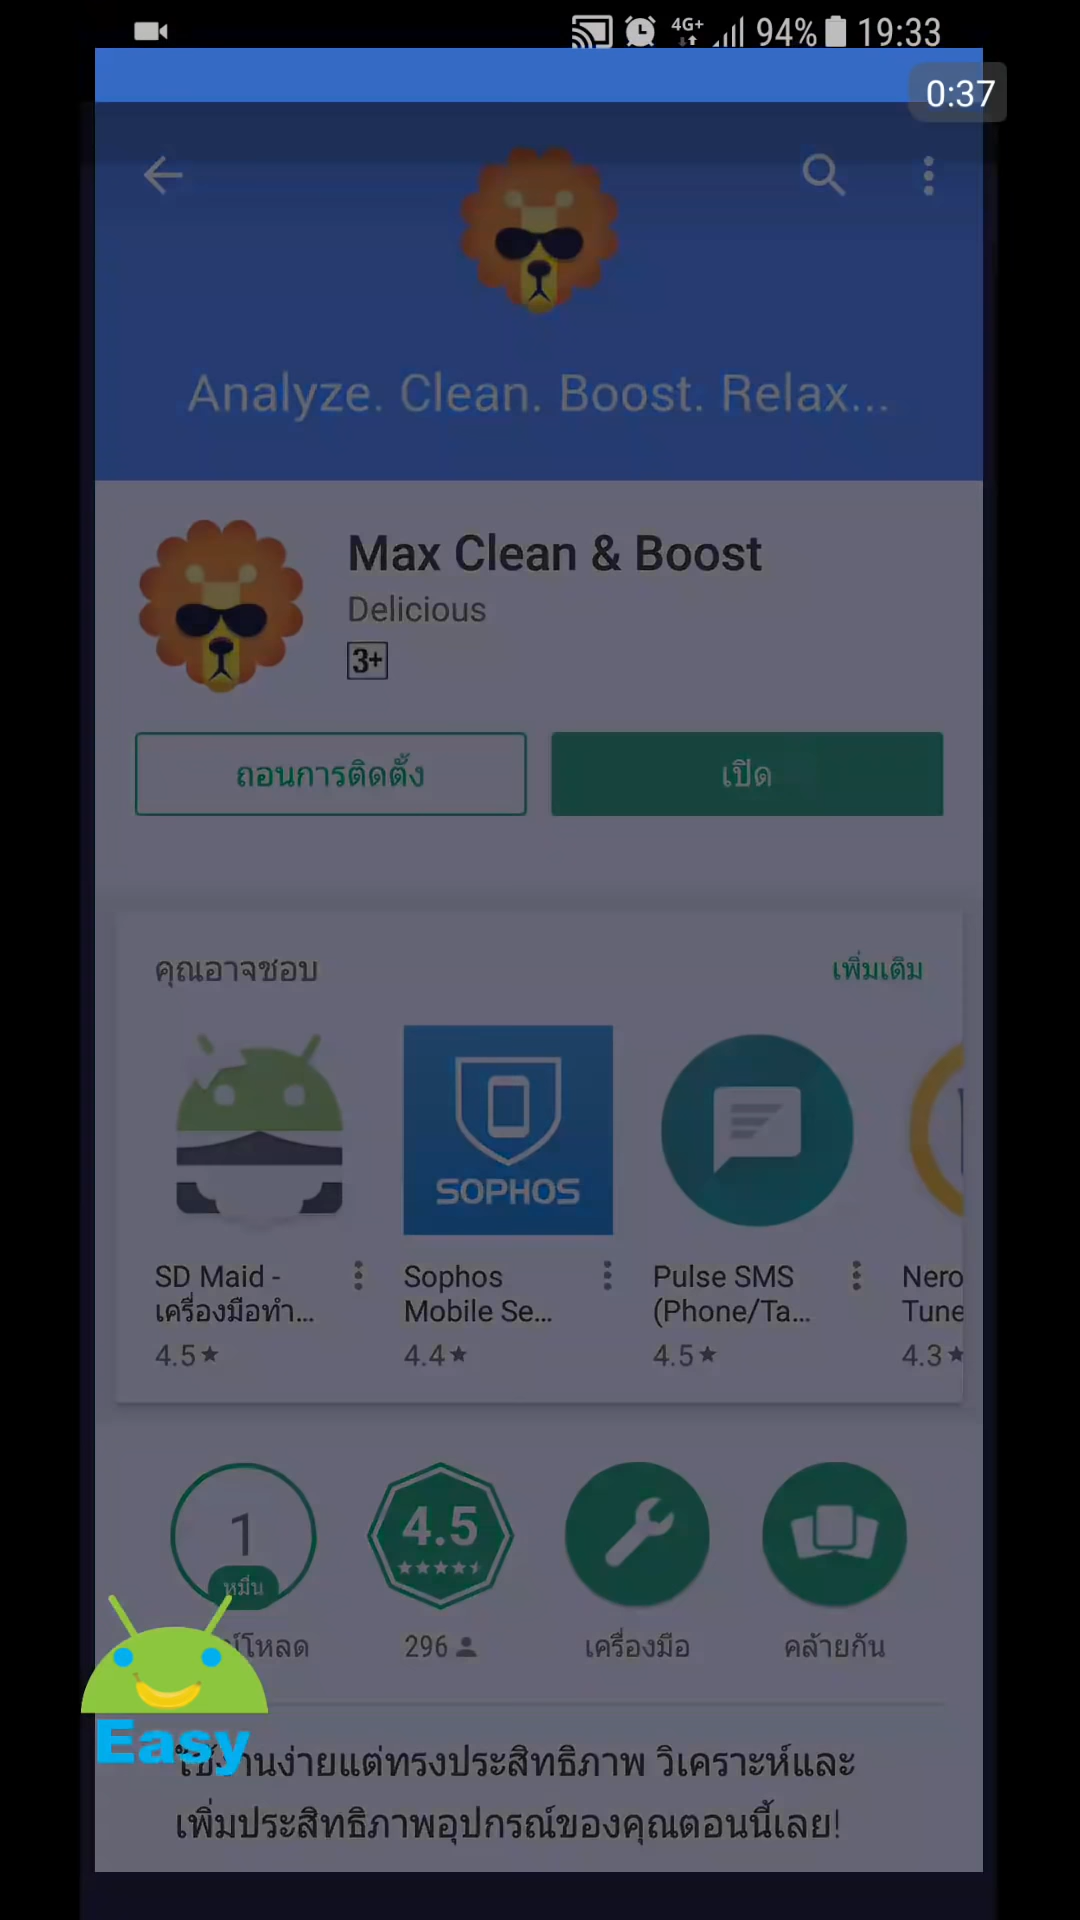 4G+ 94% 19:33
0:37
Analyze. Clean. Boost. Relax...
Max Clean & Boost
Delicious
3+
ถอนการติดตั้ง
เปิด
คุณอาจชอบ
เพิ่มเติม
SOPHOS
SD Maid -
เครื่องมือทำ...
4.5★
Sophos
Mobile Se...
4.4★
Pulse SMS
(Phone/Ta...
4.5★
Nero
Tune
4.3★
1
หมื่น
4.5
296
เครื่องมือ
คล้ายกัน
Easy
ใช้งานง่ายแต่ทรงประสิทธิภาพ วิเคราะห์และ
เพิ่มประสิทธิภาพอุปกรณ์ของคุณตอนนี้เลย!